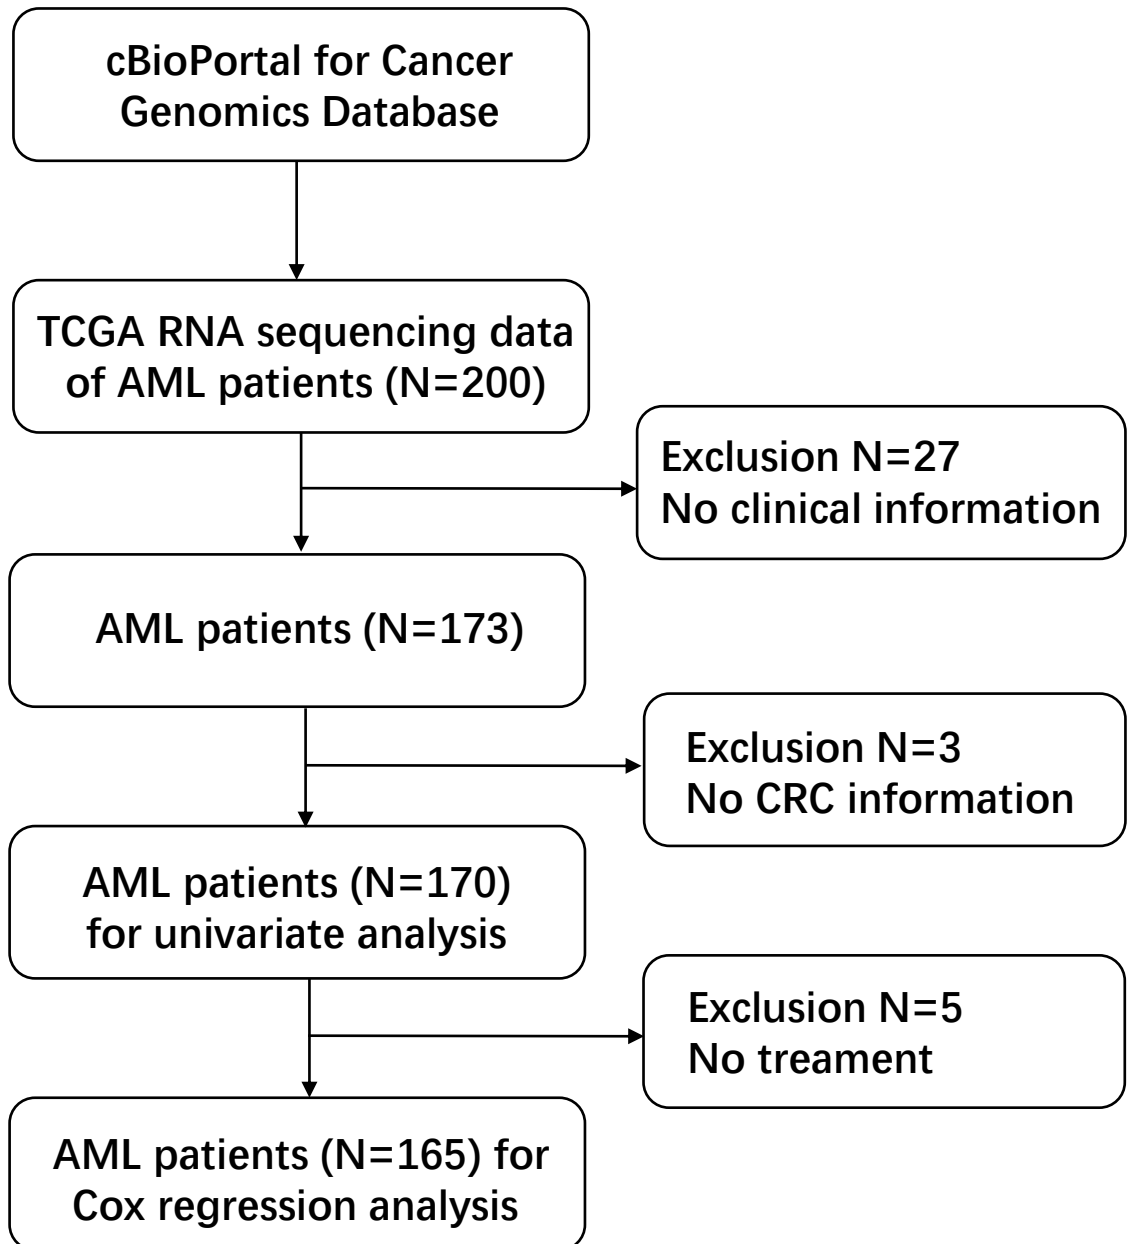 cBioPortal for Cancer
Genomics Database
TCGA RNA sequencing data
of AML patients (N=200)
Exclusion N=27
No clinical information
AML patients (N=173)
Exclusion N=3
No CRC information
AML patients (N=170)
for univariate analysis
Exclusion N=5
No treament
AML patients (N=165) for
Cox regression analysis